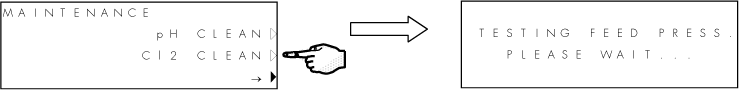 MAINTENANCE
pH CLEAN ▷
Cl2 CLEAN ▷
→ ▶
TESTING FEED PRESS.
PLEASE WAIT...